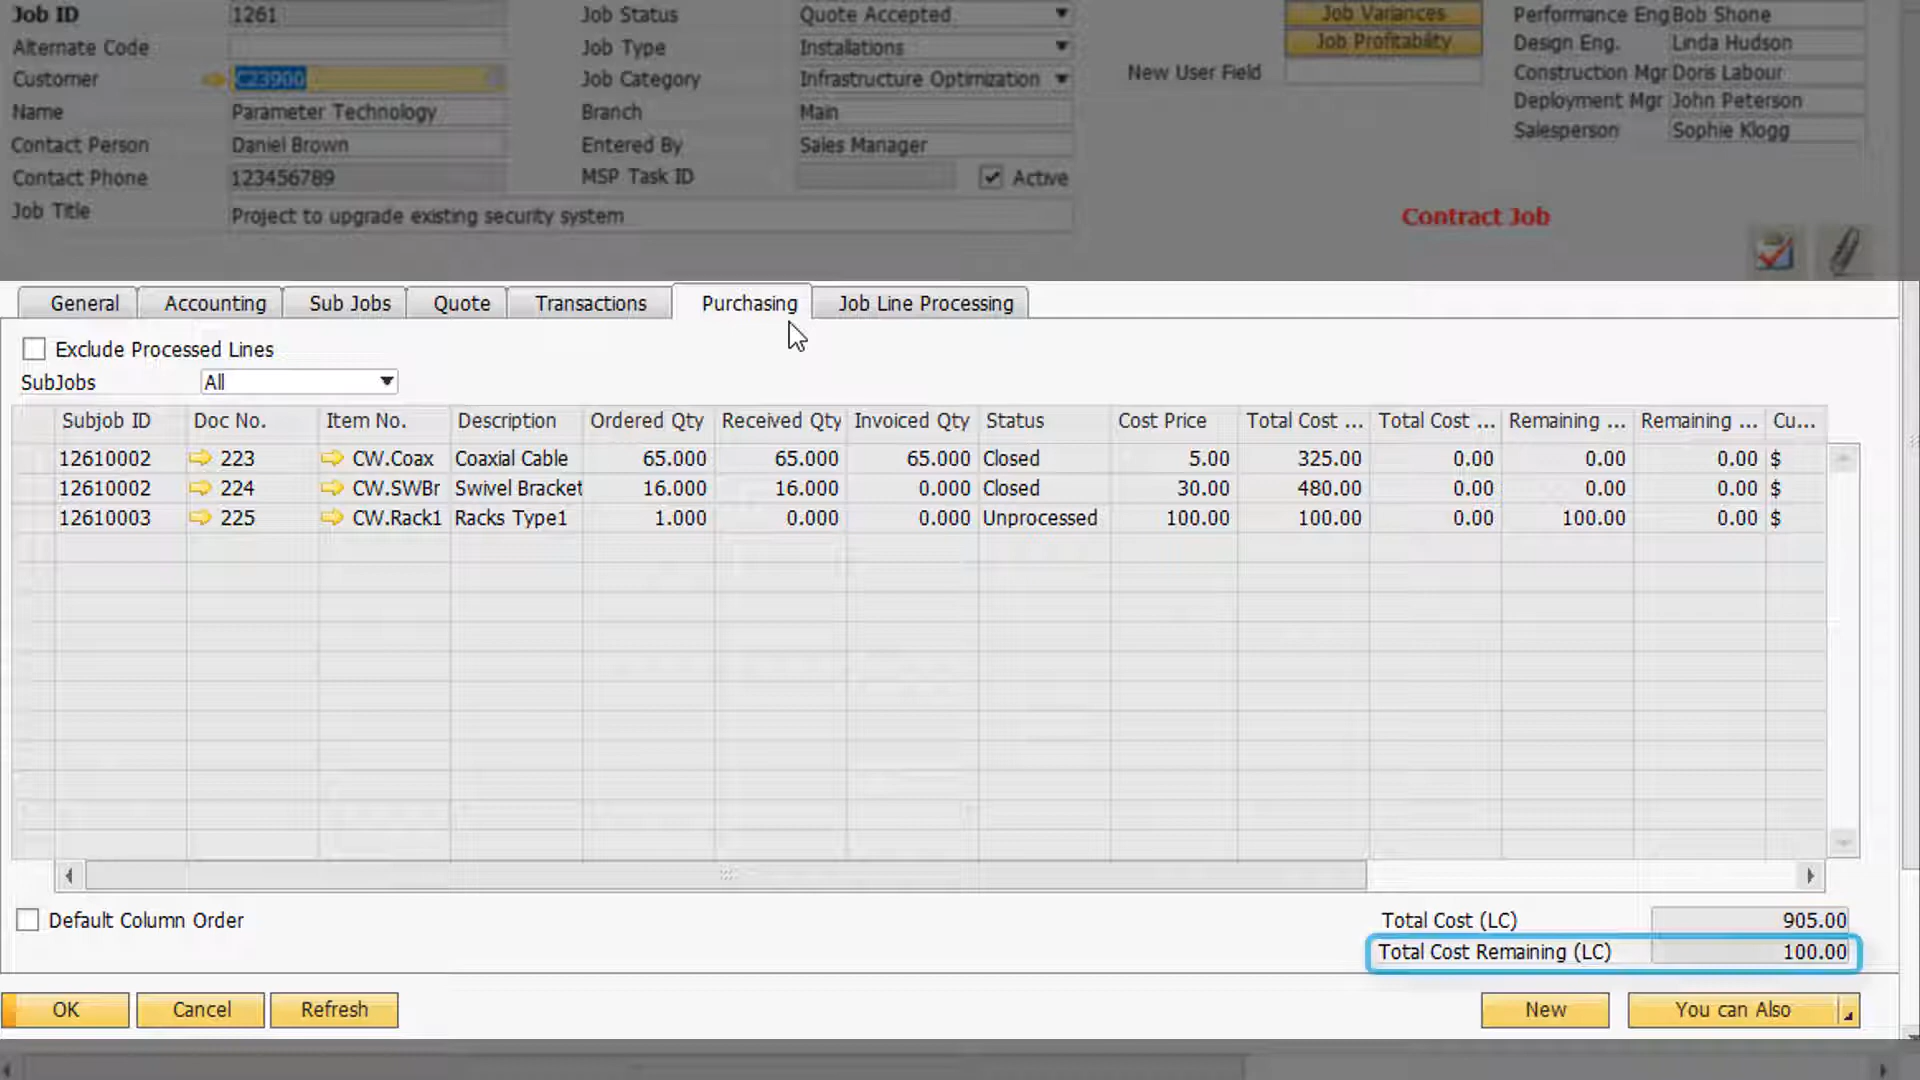 Job ID 1261 Job Status Quote Accepted Job Variances Performance Eng Bob Shone
Alternate Code Job Type Installations Job Profitability Design Eng. Linda Hudson
Customer C23900 Job Category Infrastructure Optimization New User Field Construction Mgr Doris Labour
Name Parameter Technology Branch Main Deployment Mgr John Peterson
Contact Person Daniel Brown Entered By Sales Manager Salesperson Sophie Klogg
Contact Phone 123456789 MSP Task ID Active
Job Title Project to upgrade existing security system Contract Job
General Accounting Sub Jobs Quote Transactions Purchasing Job Line Processing
Exclude Processed Lines
SubJobs All
Subjob ID Doc No. Item No. Description Ordered Qty Received Qty Invoiced Qty Status Cost Price Total Cost ... Total Cost ... Remaining ... Remaining ... Cu...
12610002 223 CW.Coax Coaxial Cable 65.000 65.000 65.000 Closed 5.00 325.00 0.00 0.00 0.00 $
12610002 224 CW.SWBr Swivel Bracket 16.000 16.000 0.000 Closed 30.00 480.00 0.00 0.00 0.00 $
12610003 225 CW.Rack1 Racks Type1 1.000 0.000 0.000 Unprocessed 100.00 100.00 0.00 100.00 0.00 $
Default Column Order Total Cost (LC) 905.00
Total Cost Remaining (LC) 100.00
OK Cancel Refresh New You can Also